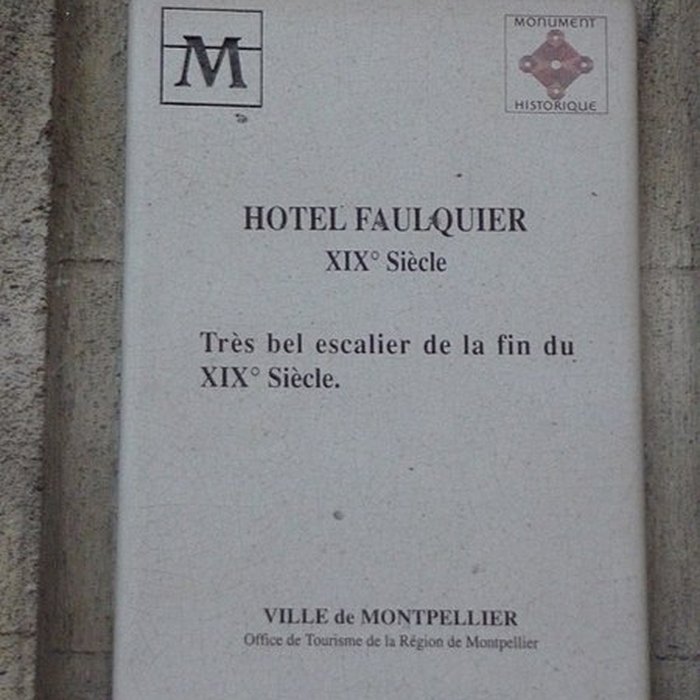 M
MONUMENT
HISTORIQUE
HOTEL FAULQUIER
XIX° Siècle
Très bel escalier de la fin du
XIX° Siècle.
VILLE de MONTPELLIER
Office de Tourisme de la Région de Montpellier